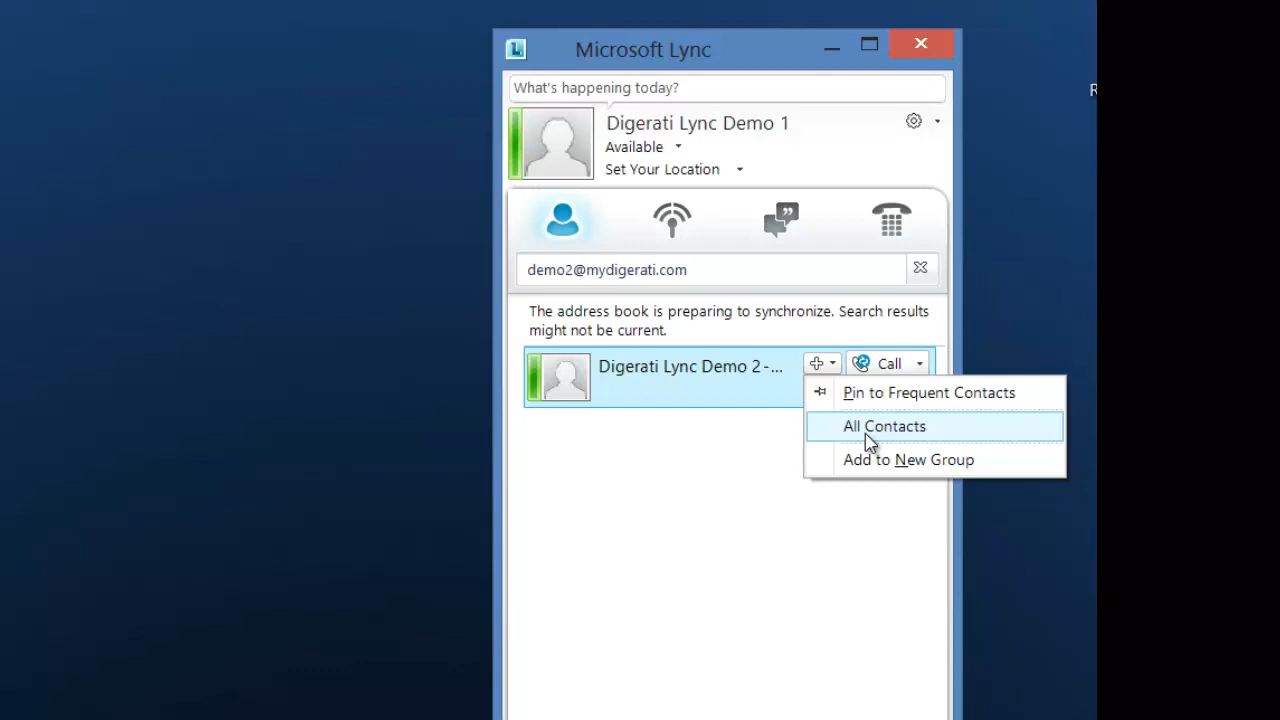 Microsoft Lync
What's happening today?
R
Digerati Lync Demo 1
Available
Set Your Location
demo2@mydigerati.com
The address book is preparing to synchronize. Search results
might not be current.
Digerati Lync Demo 2 -...
Call
Pin to Frequent Contacts
All Contacts
Add to New Group